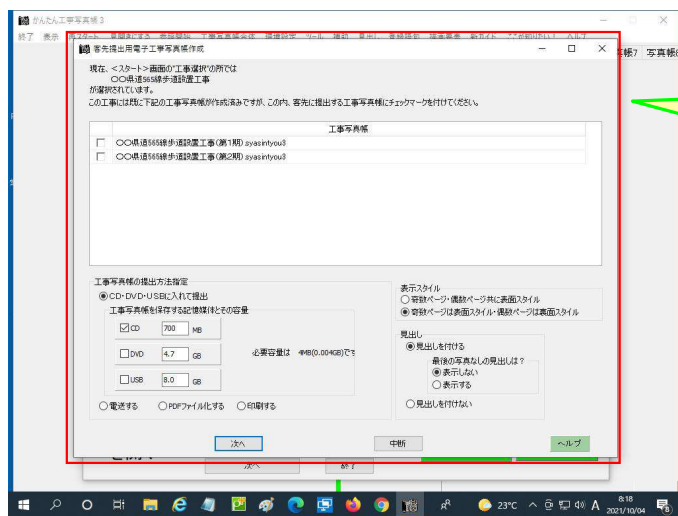 かんたん工事写真帳3
終了 表示
写真帳7 写真帳8
客先提出用電子工事写真帳作成
現在、<スタート>画面の"工事選択"の所では
〇〇県道565線歩道設置工事
が選択されています。
この工事には既に下記の工事写真帳が作成済みですが、この内、客先に提出する工事写真帳にチェックマークを付けてください。
工事写真帳
〇〇県道565線歩道設置工事(第1期).syasintyou3
〇〇県道565線歩道設置工事(第2期).syasintyou3
工事写真帳の提出方法指定
CD・DVD・USBに入れて提出
工事写真帳を保存する記憶媒体とその容量
CD 700 MB
DVD 4.7 GB
必要容量は 4MB(0.004GB)です
USB 8.0 GB
電送する PDFファイル化する 印刷する
表示スタイル
奇数ページ・偶数ページ共に表面スタイル
奇数ページは表面スタイル・偶数ページは裏面スタイル
見出し
見出しを付ける
最後の写真なしの見出しは?
表示しない
表示する
見出しを付けない
次へ 中断 ヘルプ
次へ 終了
23°C A 8:18
2021/10/04